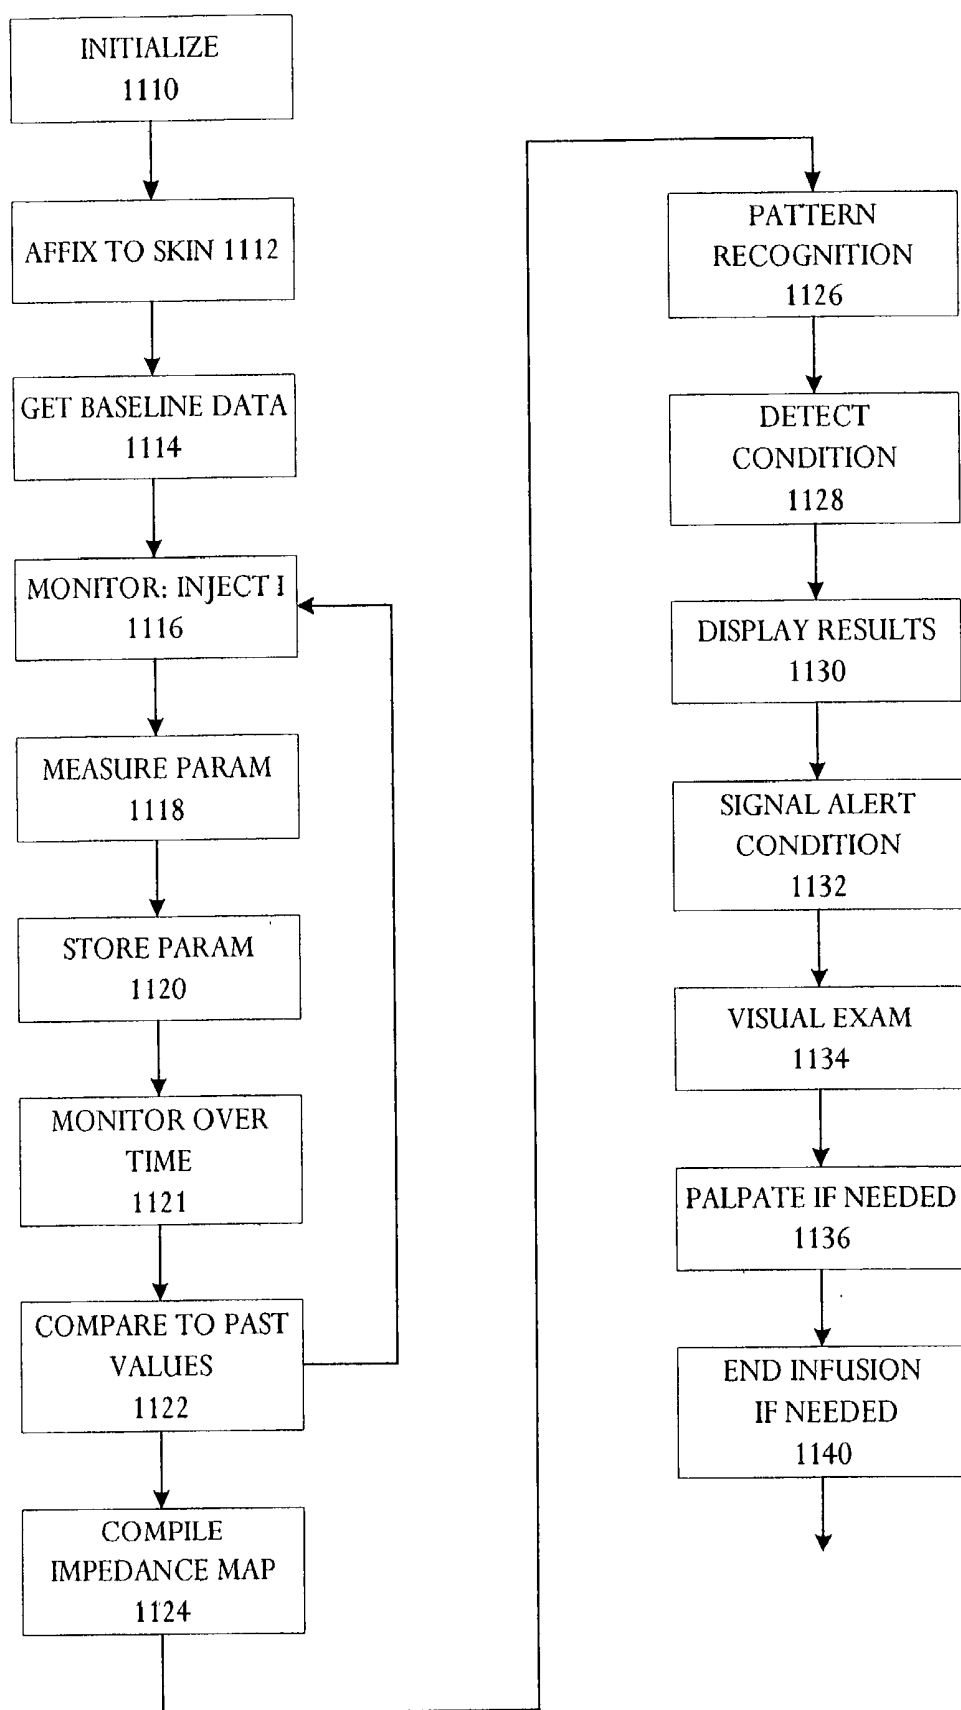 INITIALIZE
1110
AFFIX TO SKIN 1112
GET BASELINE DATA
1114
MONITOR: INJECT I
1116
MEASURE PARAM
1118
STORE PARAM
1120
MONITOR OVER
TIME
1121
COMPARE TO PAST
VALUES
1122
COMPILE
IMPEDANCE MAP
1124
PATTERN
RECOGNITION
1126
DETECT
CONDITION
1128
DISPLAY RESULTS
1130
SIGNAL ALERT
CONDITION
1132
VISUAL EXAM
1134
PALPATE IF NEEDED
1136
END INFUSION
IF NEEDED
1140